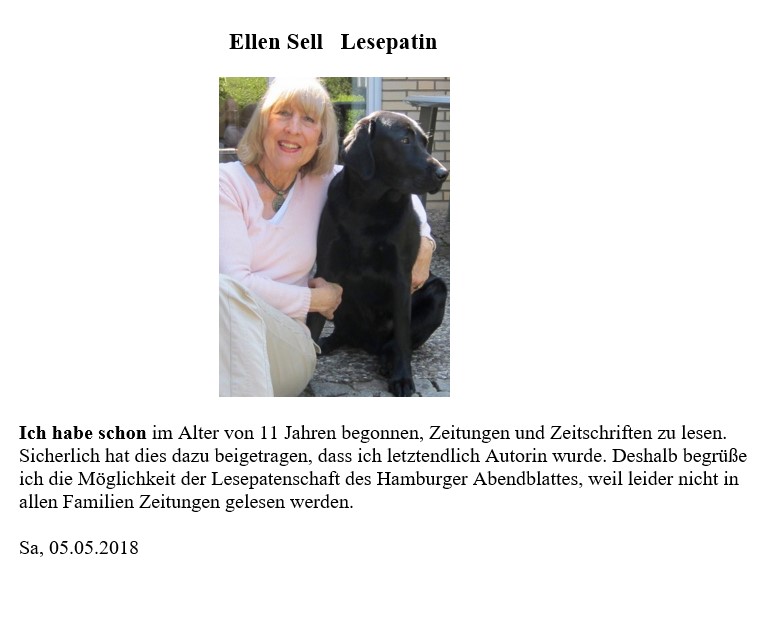 Ellen Sell Lesepatin
Ich habe schon im Alter von 11 Jahren begonnen, Zeitungen und Zeitschriften zu lesen.
Sicherlich hat dies dazu beigetragen, dass ich letztendlich Autorin wurde. Deshalb begrüße
ich die Möglichkeit der Lesepatenschaft des Hamburger Abendblattes, weil leider nicht in
allen Familien Zeitungen gelesen werden.
Sa, 05.05.2018